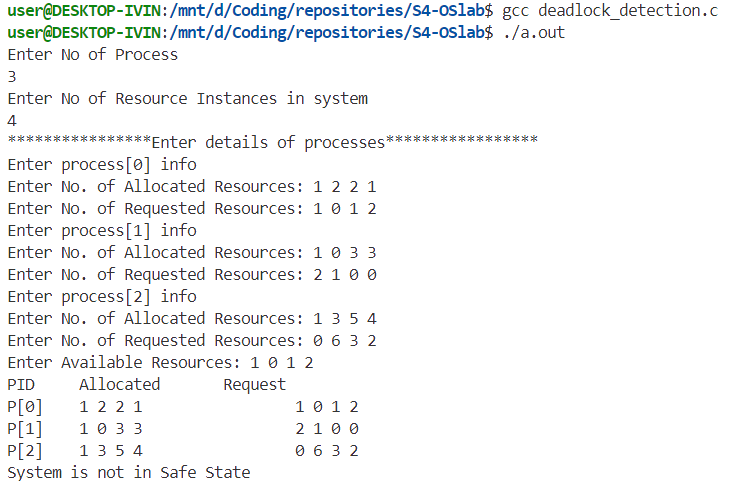 user@DESKTOP-IVIN:/mnt/d/Coding/repositories/S4-OSlab$ gcc deadlock_detection.c
user@DESKTOP-IVIN:/mnt/d/Coding/repositories/S4-OSlab$ ./a.out
Enter No of Process
3
Enter No of Resource Instances in system
4
****************Enter details of processes*****************
Enter process[0] info
Enter No. of Allocated Resources: 1 2 2 1
Enter No. of Requested Resources: 1 0 1 2
Enter process[1] info
Enter No. of Allocated Resources: 1 0 3 3
Enter No. of Requested Resources: 2 1 0 0
Enter process[2] info
Enter No. of Allocated Resources: 1 3 5 4
Enter No. of Requested Resources: 0 6 3 2
Enter Available Resources: 1 0 1 2
PID     Allocated       Request
P[0]    1 2 2 1                 1 0 1 2
P[1]    1 0 3 3                 2 1 0 0
P[2]    1 3 5 4                 0 6 3 2
System is not in Safe State